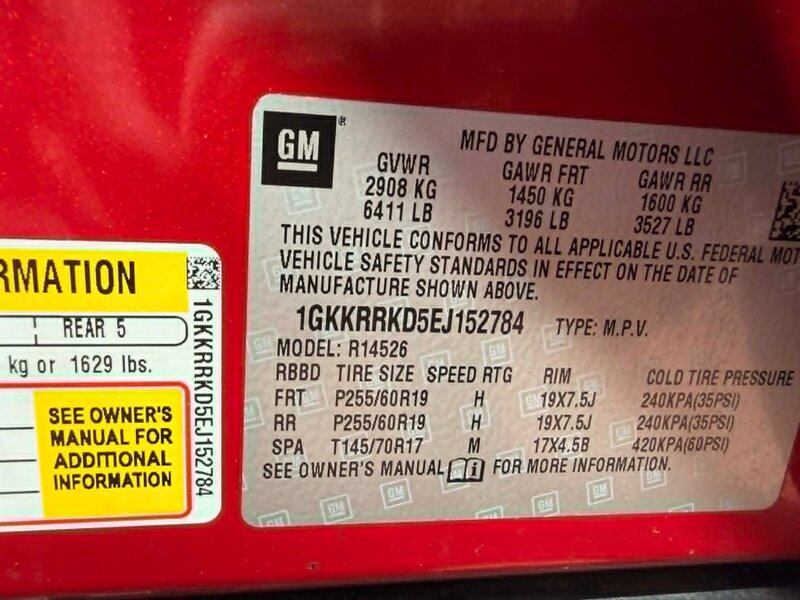 RMATION
REAR 5
kg or 1629 lbs.
SEE OWNER'S
MANUAL FOR
ADDITIONAL
INFORMATION
1GKKRRKD5EJ152784
GM®
MFD BY GENERAL MOTORS LLC
GVWR GAWR FRT GAWR RR
2908 KG 1450 KG 1600 KG
6411 LB 3196 LB 3527 LB
THIS VEHICLE CONFORMS TO ALL APPLICABLE U.S. FEDERAL MOT
VEHICLE SAFETY STANDARDS IN EFFECT ON THE DATE OF
MANUFACTURE SHOWN ABOVE.
1GKKRRKD5EJ152784 TYPE: M.P.V.
MODEL: R14526
RBBD TIRE SIZE SPEED RTG RIM COLD TIRE PRESSURE
FRT P255/60R19 H 19X7.5J 240KPA(35PSI)
RR P255/60R19 H 19X7.5J 240KPA(35PSI)
SPA T145/70R17 M 17X4.5B 420KPA(60PSI)
SEE OWNER'S MANUAL i FOR MORE INFORMATION.